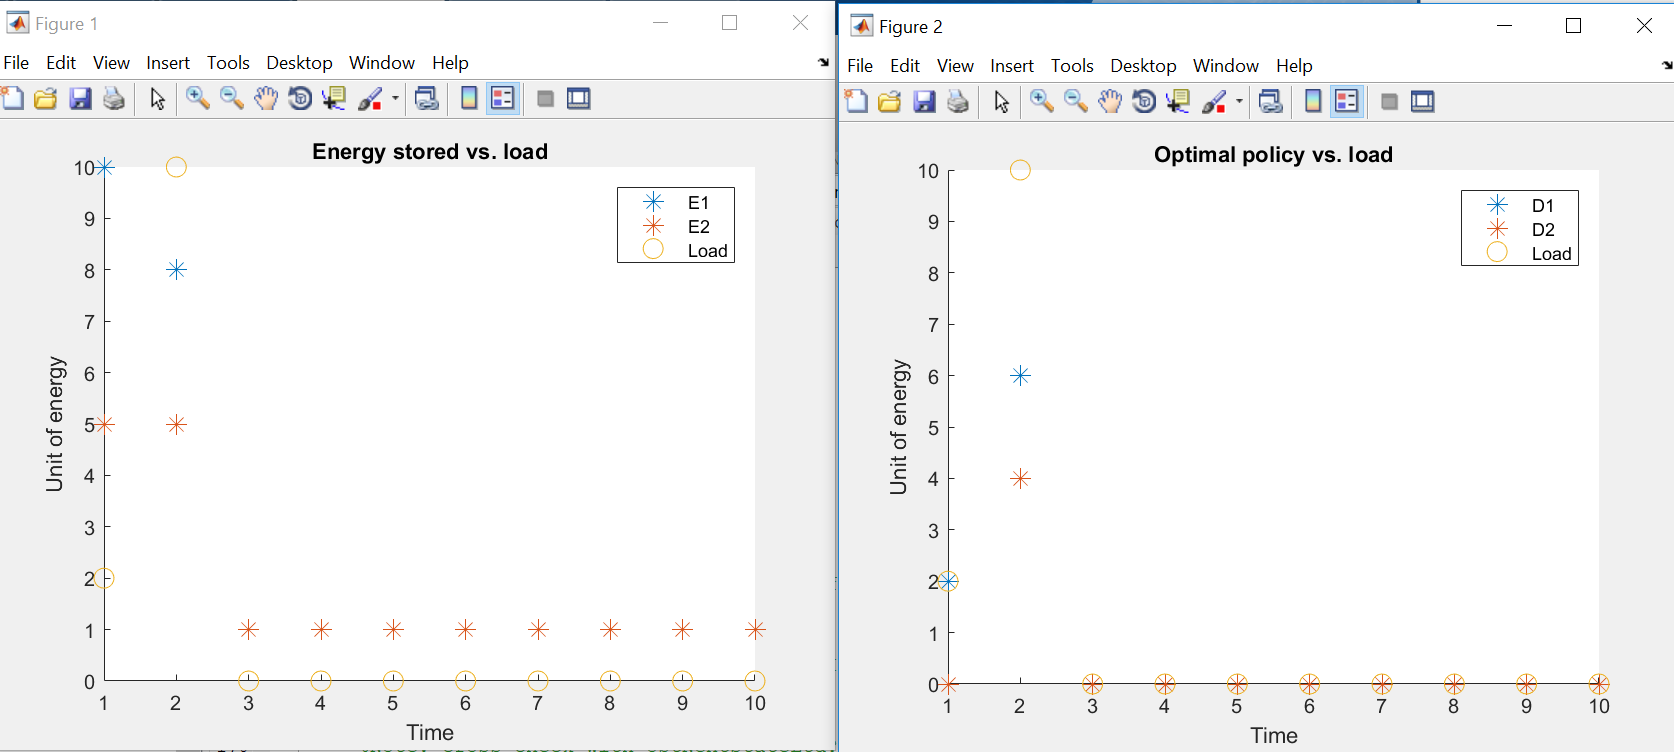 Figure 1
File Edit View Insert Tools Desktop Window Help
Energy stored vs. load
10
9
8
7
6
5
4
3
2
1
0
Unit of energy
E1
E2
Load
1 2 3 4 5 6 7 8 9 10
Time
Figure 2
File Edit View Insert Tools Desktop Window Help
Optimal policy vs. load
10
9
8
7
6
5
4
3
2
1
0
Unit of energy
D1
D2
Load
1 2 3 4 5 6 7 8 9 10
Time